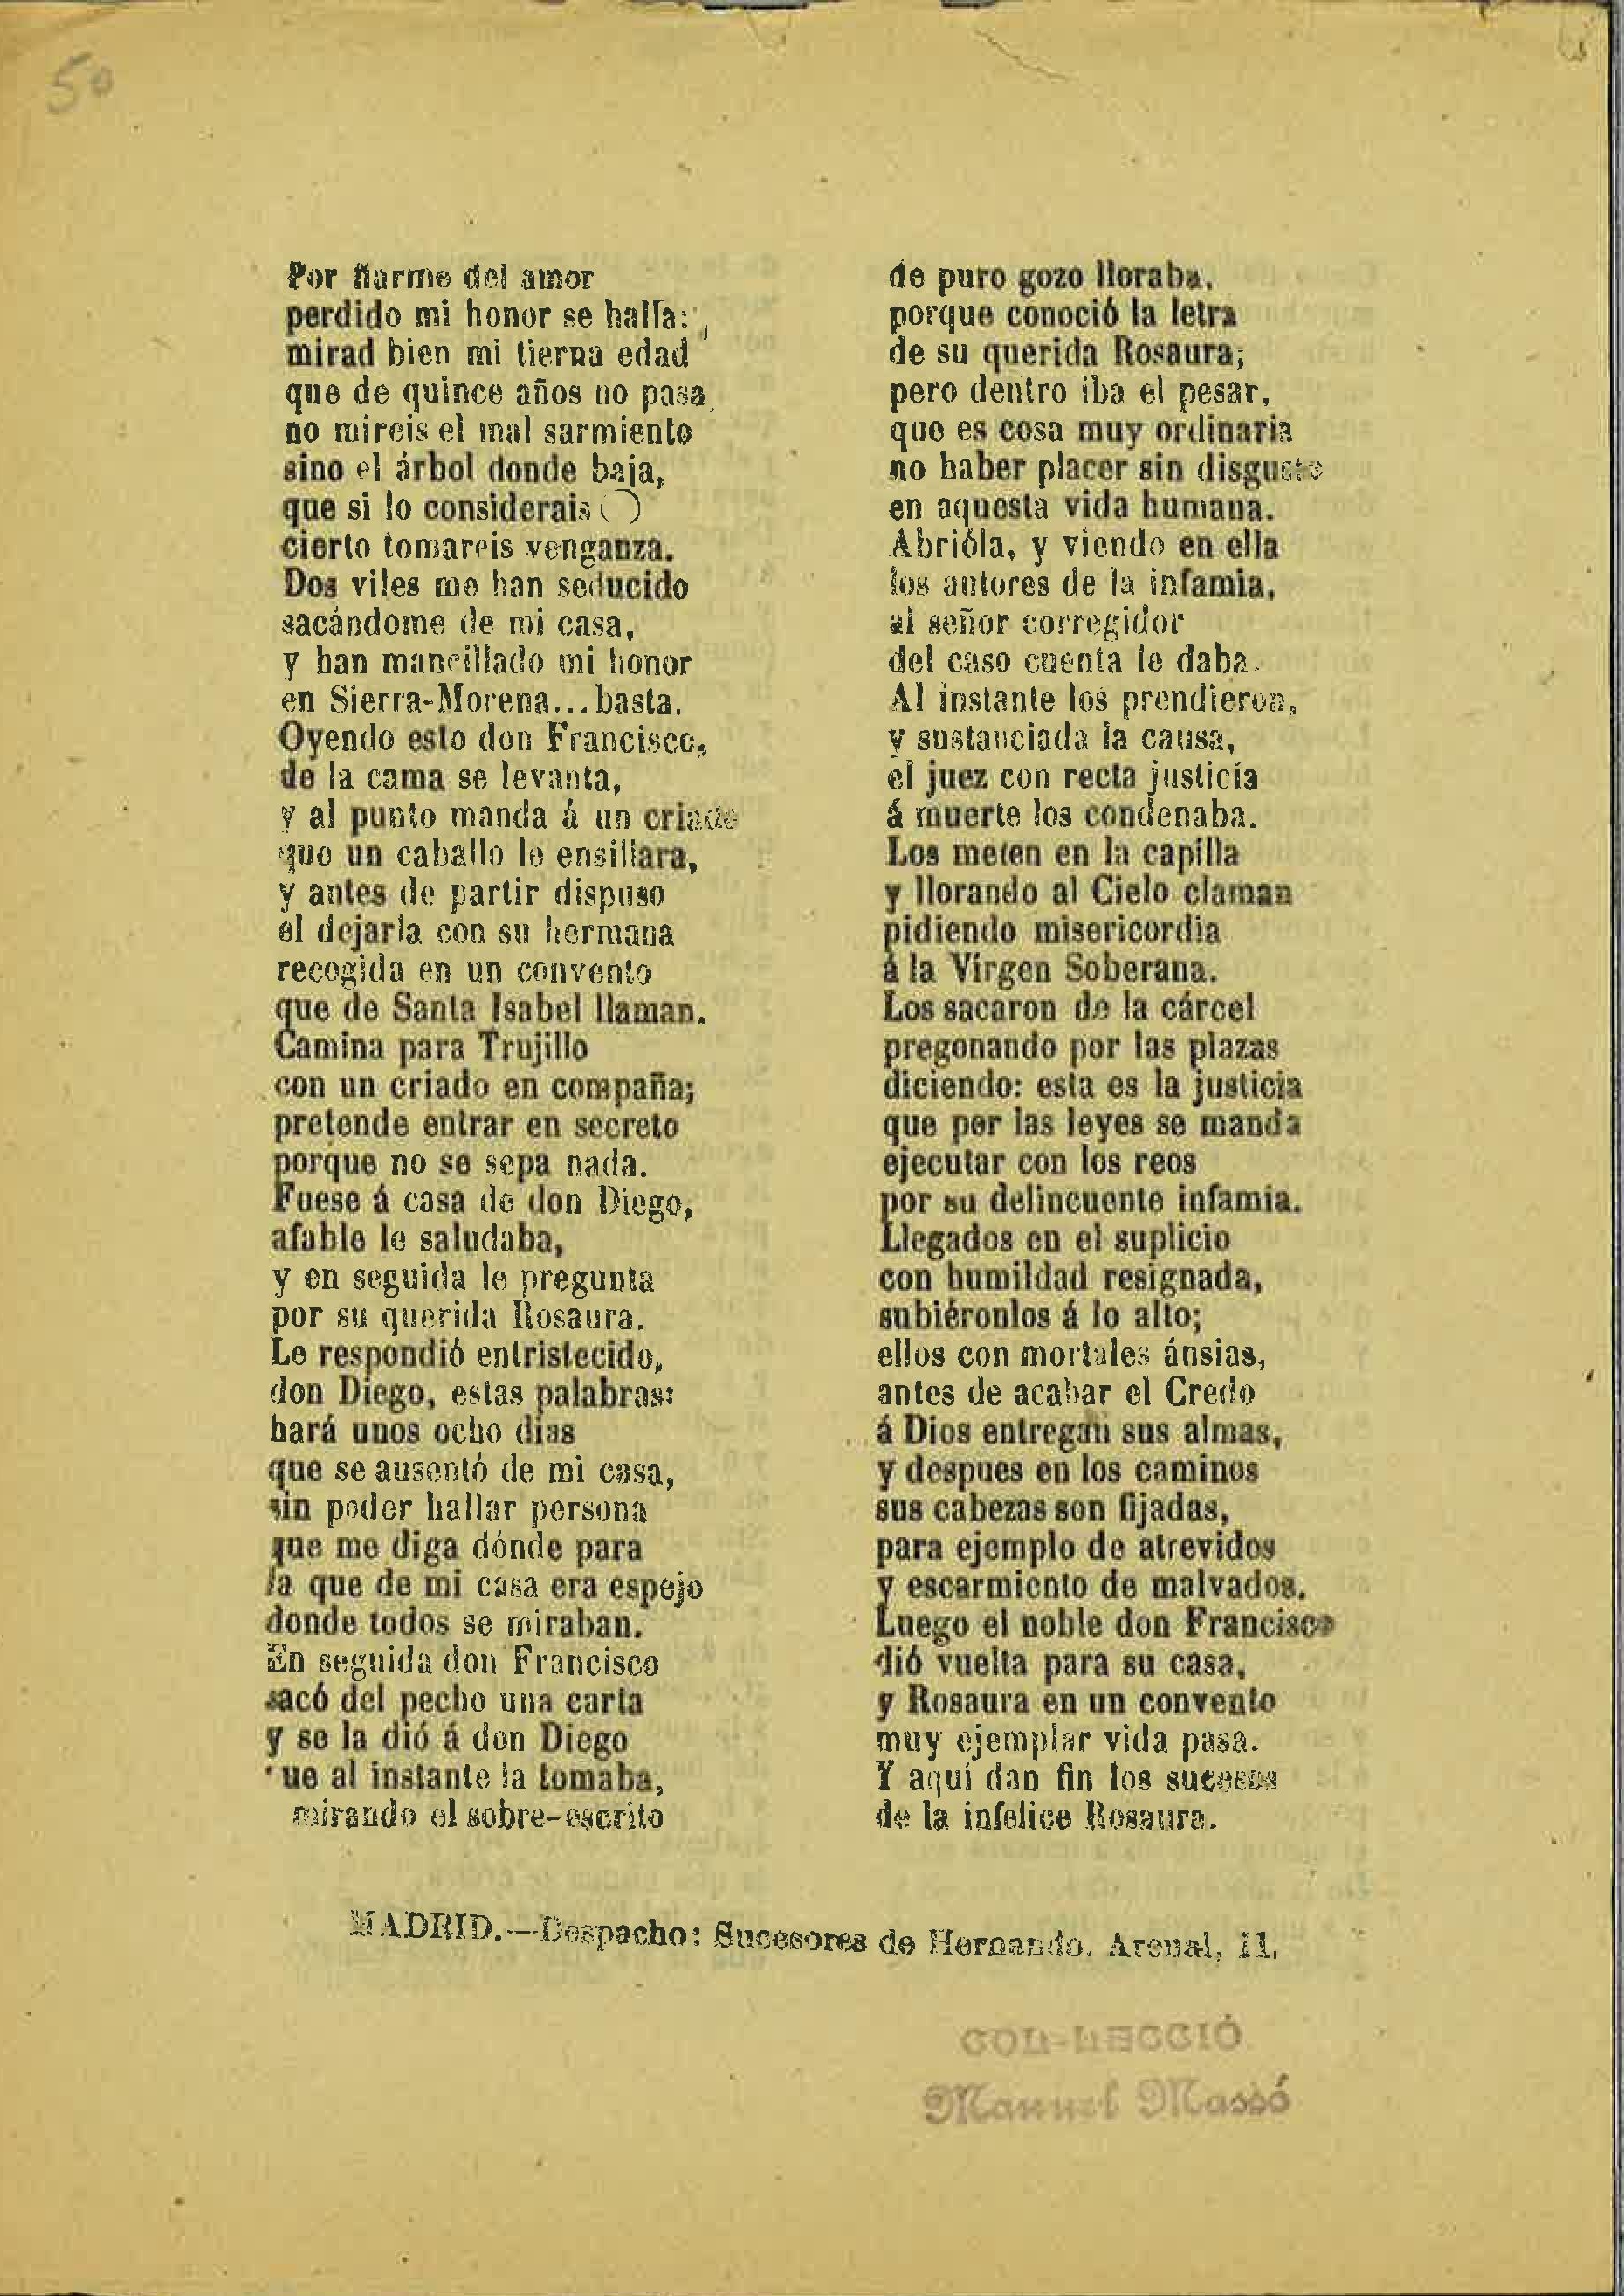 50
Por fiarme del amor
perdido mi honor se halla:
mirad bien mi tierna edad
que de quince años no pasa,
no mireis el mal sarmiento
sino el árbol donde baja,
que si lo considerais
cierto tomareis venganza.
Dos viles me han seducido
sacándome de mi casa,
y han mancillado mi honor
en Sierra-Morena... basta.
Oyendo esto don Francisco,
de la cama se levanta,
y al punto manda á un criado
que un caballo le ensillara,
y antes de partir dispuso
el dejarla con su hermana
recogida en un convento
que de Santa Isabel llaman.
Camina para Trujillo
con un criado en compaña;
pretende entrar en secreto
porque no se sepa nada.
Fuese á casa de don Diego,
afable le saludaba,
y en seguida le pregunta
por su querida Rosaura.
Le respondió entristecido,
don Diego, estas palabras:
hará unos ocho dias
que se ausentó de mi casa,
sin poder hallar persona
que me diga dónde para
la que de mi casa era espejo
donde todos se miraban.
En seguida don Francisco
sacó del pecho una carta
y se la dió á don Diego
ue al instante la tomaba,
mirando el sobre-escrito
de puro gozo lloraba.
porque conoció la letra
de su querida Rosaura;
pero dentro iba el pesar,
que es cosa muy ordinaria
no haber placer sin disgusto
en aquesta vida humana.
Abrióla, y viendo en ella
los autores de la infamia,
al señor corregidor
del caso cuenta le daba.
Al instante los prendieron,
y sustanciada la causa,
el juez con recta justicia
á muerte los condenaba.
Los meten en la capilla
y llorando al Cielo claman
pidiendo misericordia
á la Vírgen Soberana.
Los sacaron de la cárcel
pregonando por las plazas
diciendo: esta es la justicia
que por las leyes se manda
ejecutar con los reos
por su delincuente infamia.
Llegados en el suplicio
con humildad resignada,
subiéronlos á lo alto;
ellos con mortales ánsias,
antes de acabar el Credo
á Dios entregan sus almas,
y despues en los caminos
sus cabezas son fijadas,
para ejemplo de atrevidos
y escarmiento de malvados.
Luego el noble don Francisco
dió vuelta para su casa,
y Rosaura en un convento
muy ejemplar vida pasa.
Y aquí dan fin los sucesos
de la infelice Rosaura.
MADRID.—Despacho: Sucesores de Hernando. Arenal, 11.
COL-LECCIÓ
Manuel Massó